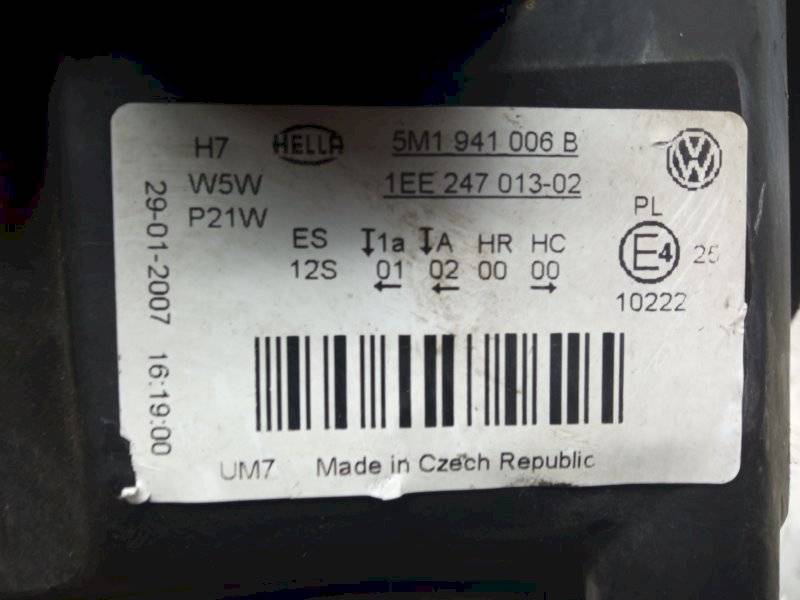 H7
W5W
P21W
HELLA
5M1 941 006 B
1EE 247 013-02
VW
ES
12S
1a
01
A
02
HR
00
HC
00
PL
E4
25
10222
29-01-2007 16:19:00
UM7
Made in Czech Republic